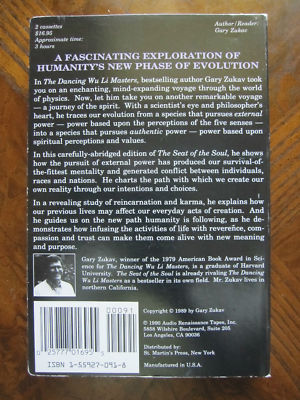 2 cassettes
$16.95
Approximate time:
3 hours
Author/Reader:
Gary Zukav
A FASCINATING EXPLORATION OF
HUMANITY'S NEW PHASE OF EVOLUTION
In The Dancing Wu Li Masters, bestselling author Gary Zukav took
you on an enchanting, mind-expanding voyage through the world
of physics. Now, let him take you on another remarkable voyage
— a journey of the spirit. With a scientist's eye and philosopher's
heart, he traces our evolution from a species that pursues external
power — power based upon the perceptions of the five senses —
into a species that pursues authentic power — power based upon
spiritual perceptions and values.
In this carefully-abridged edition of The Seat of the Soul, he shows
how the pursuit of external power has produced our survival-of-
the-fittest mentality and generated conflict between individuals,
races and nations. He charts the path with which we create our
own reality through our intentions and choices.
In a revealing study of reincarnation and karma, he explains how
our previous lives may affect our everyday acts of creation. And
he guides us on the new path humanity is following, as he de-
monstrates how infusing the activities of life with reverence, com-
passion and trust can make them come alive with new meaning
and purpose.
Gary Zukav, winner of the 1979 American Book Award in Sci-
ence for The Dancing Wu Li Masters, is a graduate of Harvard
University. The Seat of the Soul is already rivaling The Dancing
Wu Li Masters as a bestseller in its own field. Mr. Zukav lives in
northern California.
00091
ISBN 1-55927-091-8
Copyright © 1989 by Gary Zukav
© 1990 Audio Renaissance Tapes, Inc.
5858 Wilshire Boulevard, Suite 205
Los Angeles, CA 90036
Distributed by:
St. Martin's Press, New York
Manufactured in U.S.A.